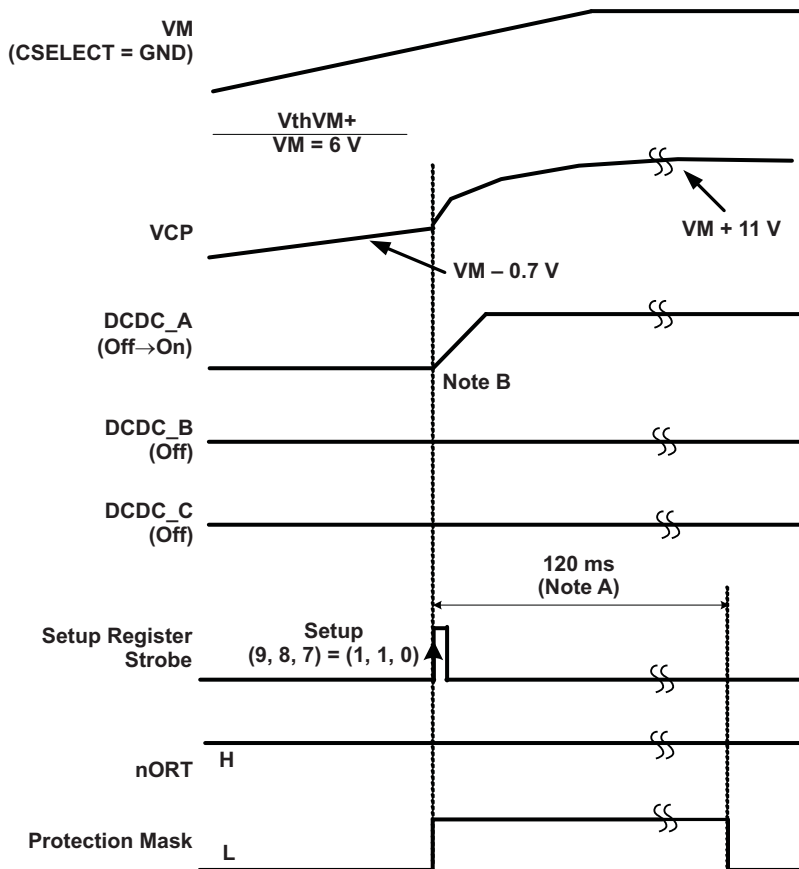 VM
(CSELECT = GND)
VthVM+
VM = 6 V
VCP
VM – 0.7 V
VM + 11 V
DCDC_A
(Off→On)
Note B
DCDC_B
(Off)
DCDC_C
(Off)
120 ms
(Note A)
Setup Register
Strobe
Setup
(9, 8, 7) = (1, 1, 0)
nORT
H
Protection Mask
L